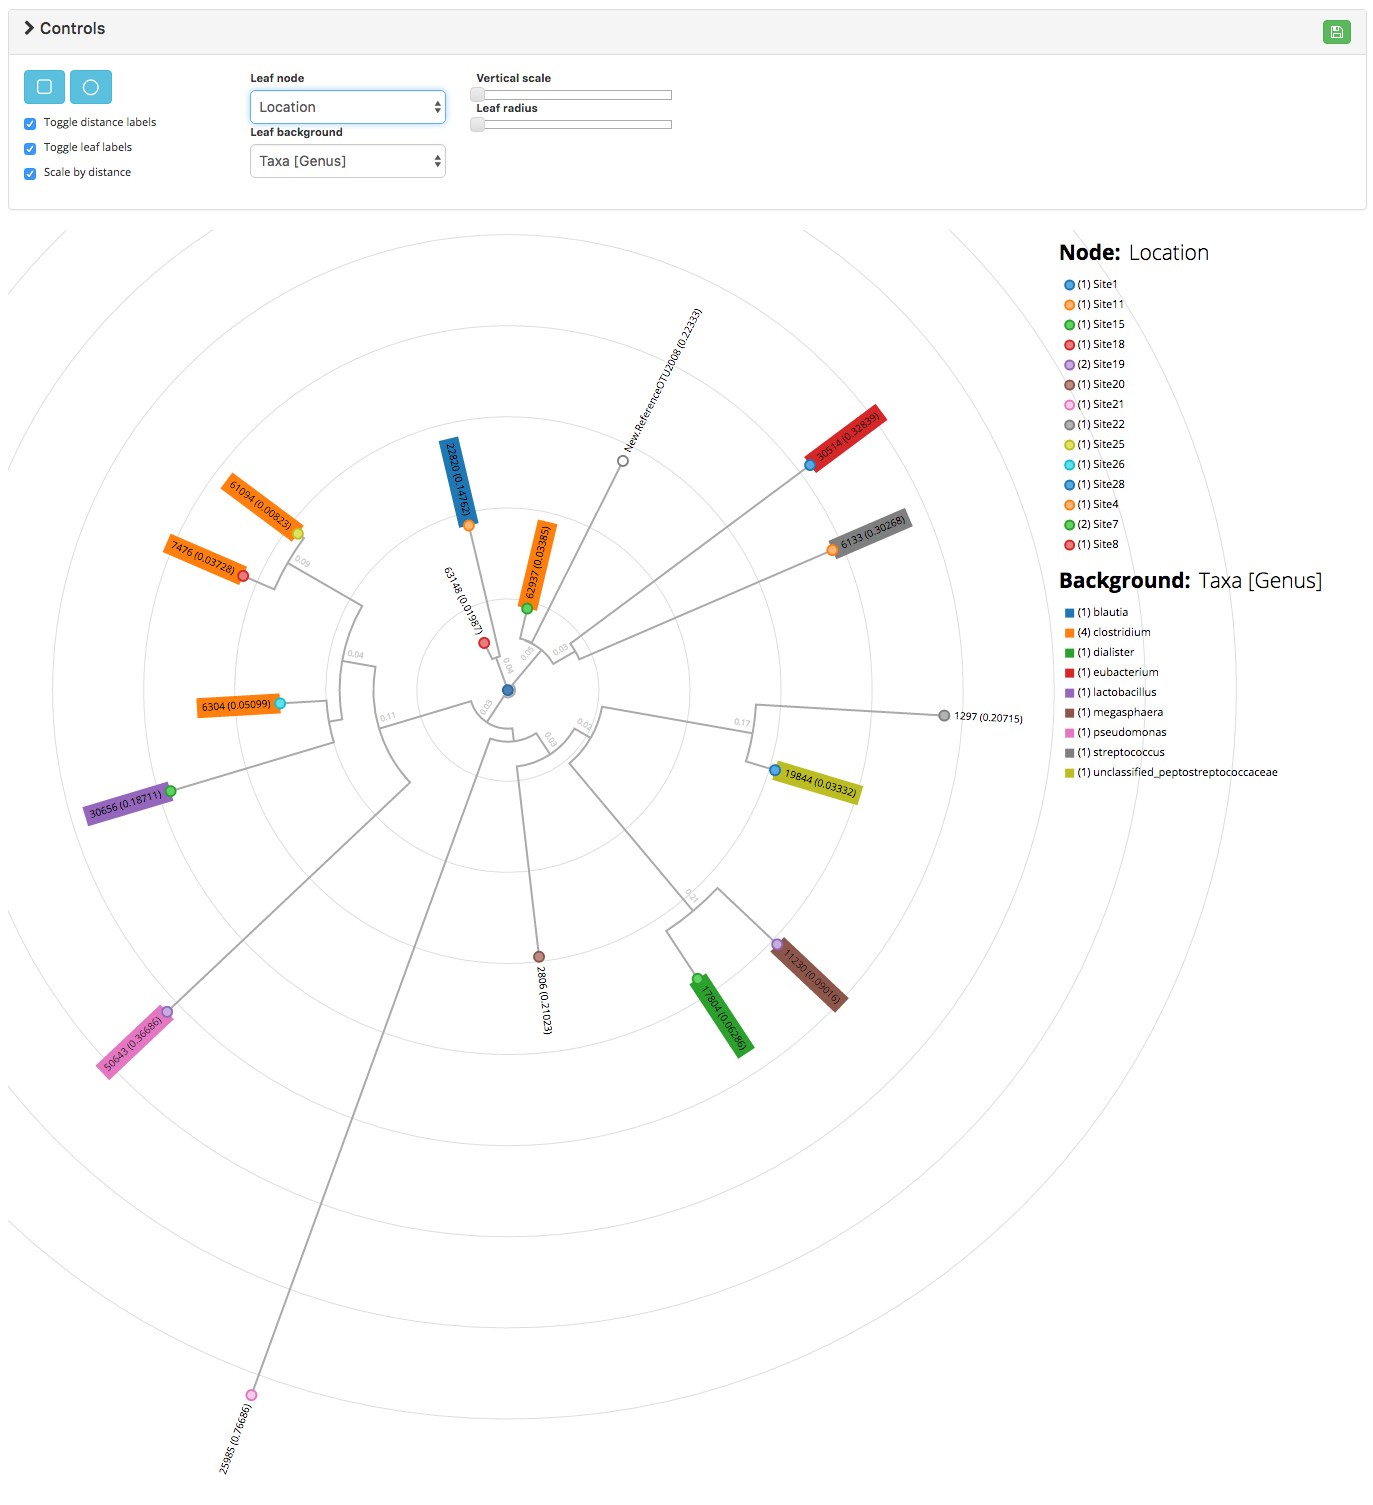 Controls
Toggle distance labels
Toggle leaf labels
Scale by distance
Leaf node
Location
Leaf background
Taxa [Genus]
Vertical scale
Leaf radius
Node: Location
(1) Site1
(1) Site11
(1) Site15
(1) Site18
(2) Site19
(1) Site20
(1) Site21
(1) Site22
(1) Site25
(1) Site26
(1) Site28
(1) Site4
(2) Site7
(1) Site8
Background: Taxa [Genus]
(1) blautia
(4) clostridium
(1) dialister
(1) eubacterium
(1) lactobacillus
(1) megasphaera
(1) pseudomonas
(1) streptococcus
(1) unclassified_peptostreptococcaceae
New.ReferenceOTU2008 (0.22333)
30514 (0.32839)
22820 (0.14762)
61094 (0.00823)
6133 (0.30268)
7476 (0.03728)
62937 (0.03385)
63148 (0.01987)
0.09
0.04
0.04
0.05
0.03
6304 (0.05099)
0.11
0.03
0.03
0.02
0.17
1297 (0.20715)
19844 (0.03332)
30656 (0.18711)
0.21
11230 (0.09016)
17804 (0.06286)
2806 (0.21023)
50643 (0.36686)
25985 (0.76686)